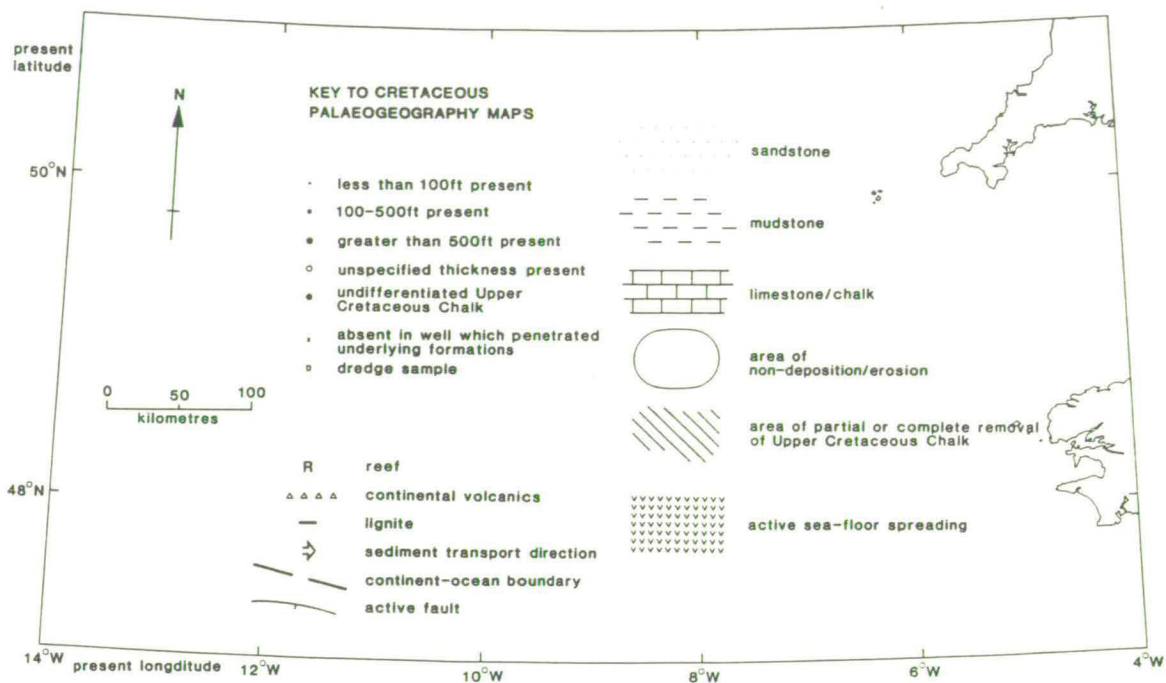 present
latitude
N
KEY TO CRETACEOUS
PALAEOGEOGRAPHY MAPS
50°N
less than 100ft present
100-500ft present
greater than 500ft present
unspecified thickness present
undifferentiated Upper
Cretaceous Chalk
absent in well which penetrated
underlying formations
dredge sample
0 50 100
kilometres
48°N
R reef
continental volcanics
lignite
sediment transport direction
continent-ocean boundary
active fault
sandstone
mudstone
limestone/chalk
area of
non-deposition/erosion
area of partial or complete removal
of Upper Cretaceous Chalk
active sea-floor spreading
14°W present longditude 12°W 10°W 8°W 6°W 4°W